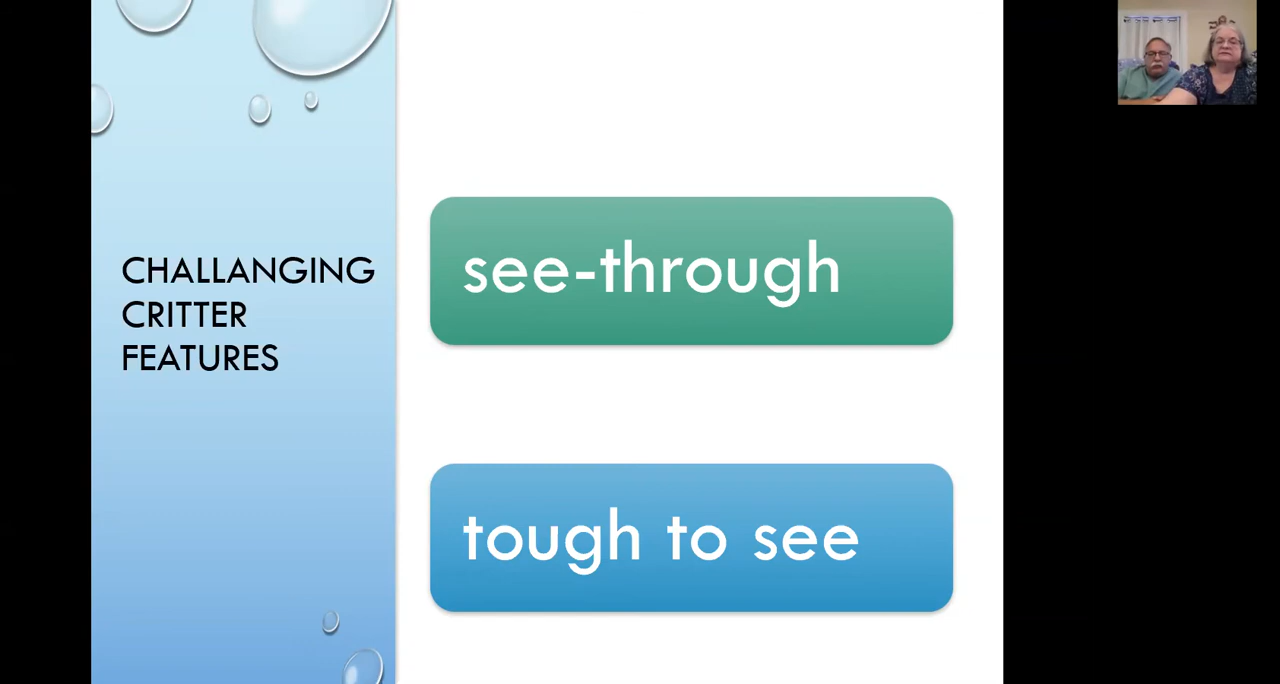 CHALLANGING
CRITTER
FEATURES
see-through
tough to see